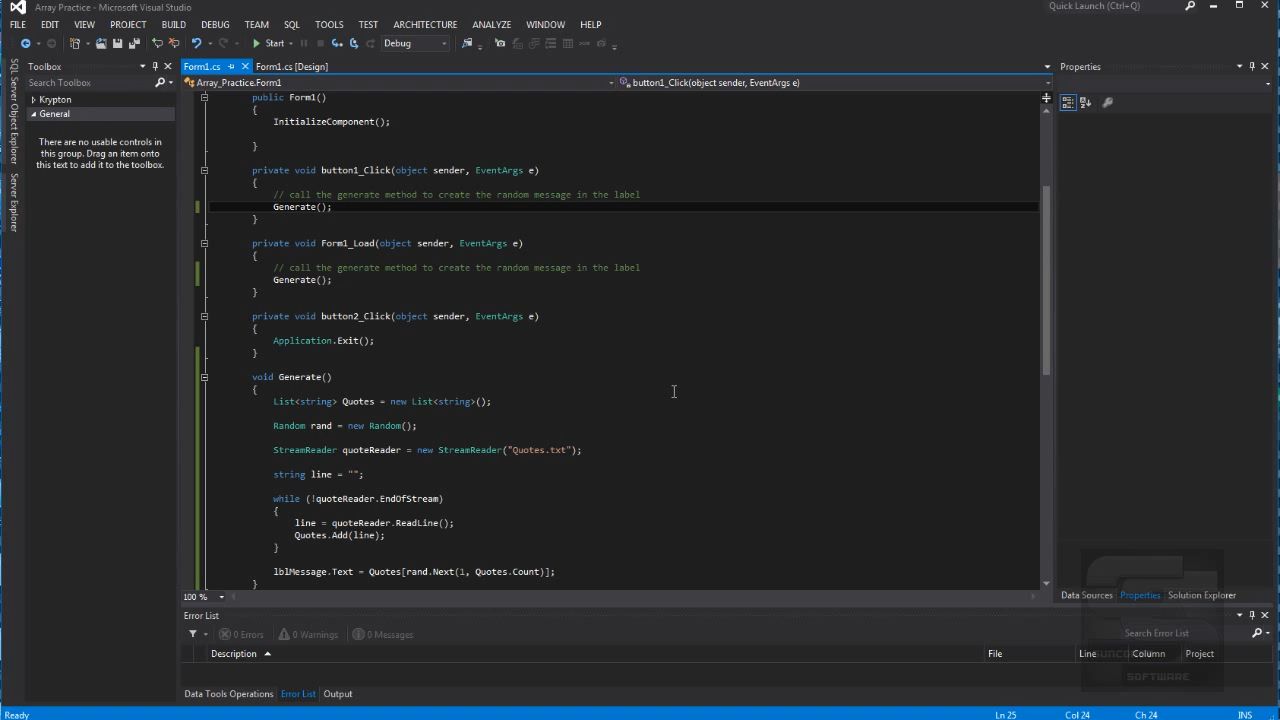 Array Practice - Microsoft Visual Studio
Quick Launch (Ctrl+Q)
FILE EDIT VIEW PROJECT BUILD DEBUG TEAM SQL TOOLS TEST ARCHITECTURE ANALYZE WINDOW HELP
Start Debug
Toolbox
Form1.cs Form1.cs [Design]
Properties
Search Toolbox
Array_Practice.Form1
button1_Click(object sender, EventArgs e)
Krypton
General
There are no usable controls in
this group. Drag an item onto
this text to add it to the toolbox.
SQL Server Object Explorer
Server Explorer
public Form1()
{
InitializeComponent();
}
private void button1_Click(object sender, EventArgs e)
{
// call the generate method to create the random message in the label
Generate();
}
private void Form1_Load(object sender, EventArgs e)
{
// call the generate method to create the random message in the label
Generate();
}
private void button2_Click(object sender, EventArgs e)
{
Application.Exit();
}
void Generate()
{
List<string> Quotes = new List<string>();
Random rand = new Random();
StreamReader quoteReader = new StreamReader("Quotes.txt");
string line = "";
while (!quoteReader.EndOfStream)
{
line = quoteReader.ReadLine();
Quotes.Add(line);
}
lblMessage.Text = Quotes[rand.Next(1, Quotes.Count)];
}
100 %
Data Sources Properties Solution Explorer
Error List
0 Errors 0 Warnings 0 Messages
Search Error List
Description File Line Column Project
SOFTWARE
Data Tools Operations Error List Output
Ready Ln 25 Col 24 Ch 24 INS